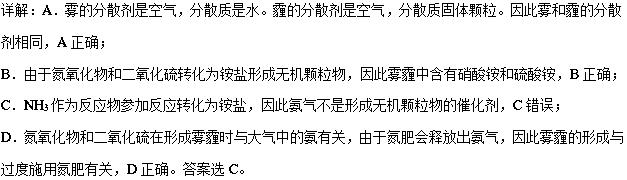 详解：A．雾的分散剂是空气，分散质是水。霾的分散剂是空气，分散质固体颗粒。因此雾和霾的分散
剂相同，A 正确；
B．由于氮氧化物和二氧化硫转化为铵盐形成无机颗粒物，因此雾霾中含有硝酸铵和硫酸铵，B 正确；
C．NH₃作为反应物参加反应转化为铵盐，因此氨气不是形成无机颗粒物的催化剂，C 错误；
D．氮氧化物和二氧化硫在形成雾霾时与大气中的氨有关，由于氮肥会释放出氨气，因此雾霾的形成与
过度施用氮肥有关，D 正确。答案选 C。